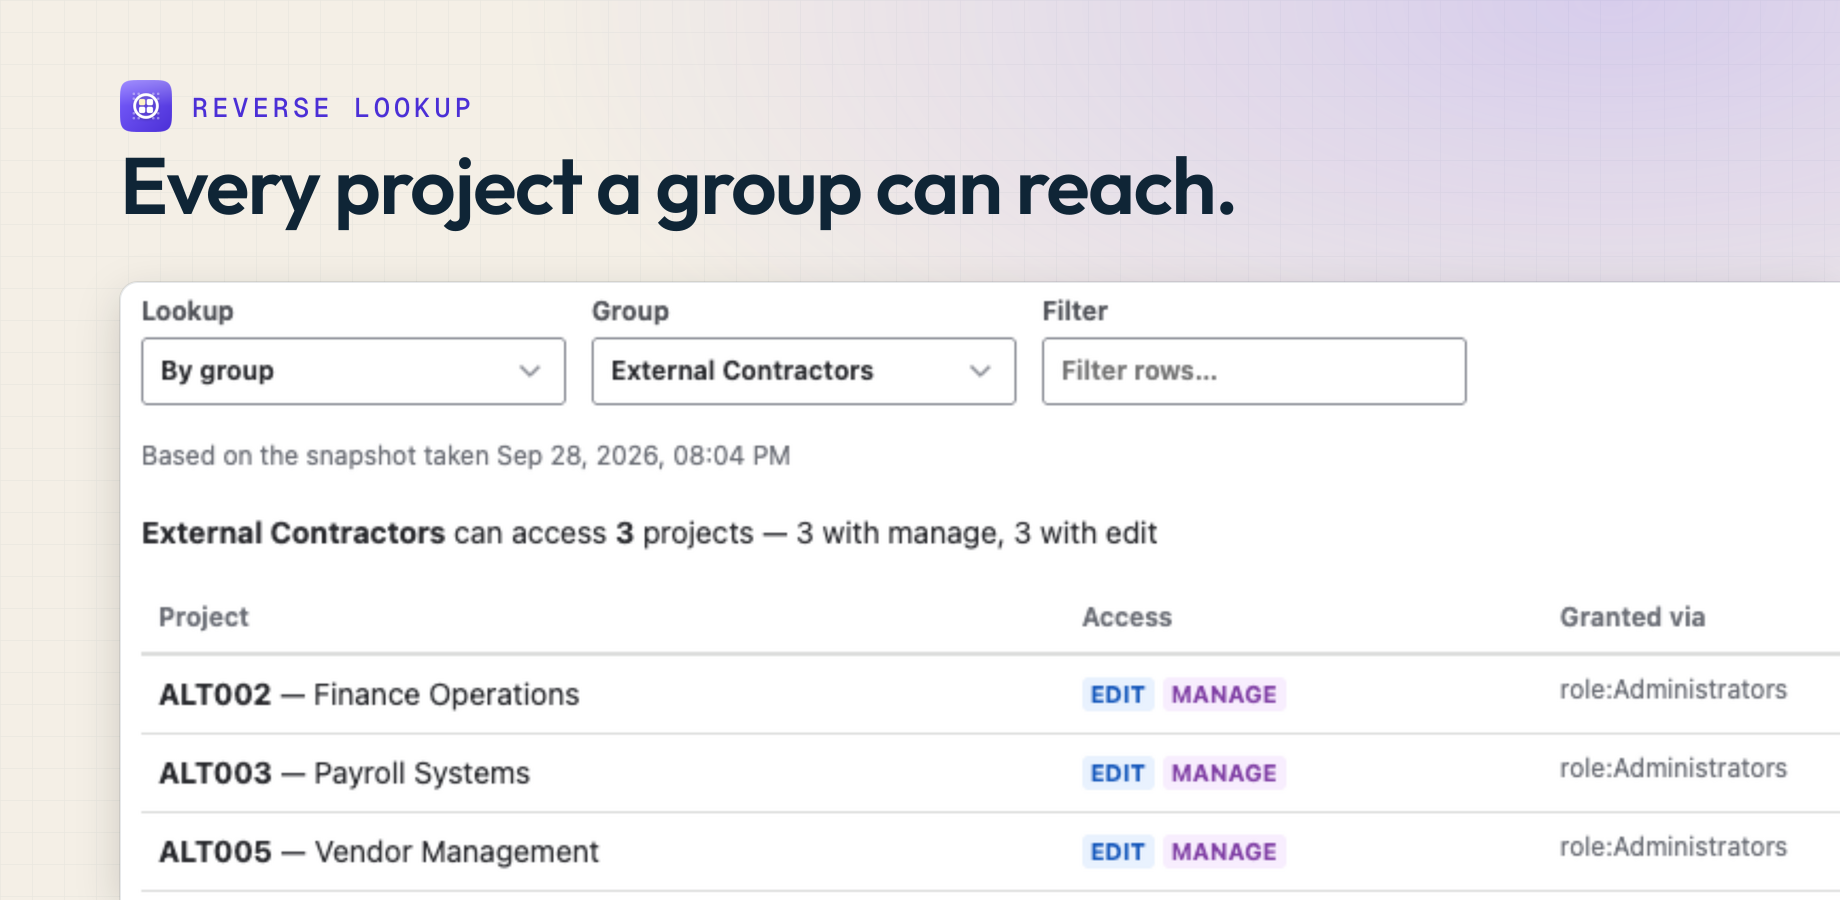 REVERSE LOOKUP
Every project a group can reach.
Lookup Group Filter
By group External Contractors Filter rows...
Based on the snapshot taken Sep 28, 2026, 08:04 PM
External Contractors can access 3 projects — 3 with manage, 3 with edit
Project Access Granted via
ALT002 — Finance Operations EDIT MANAGE role:Administrators
ALT003 — Payroll Systems EDIT MANAGE role:Administrators
ALT005 — Vendor Management EDIT MANAGE role:Administrators